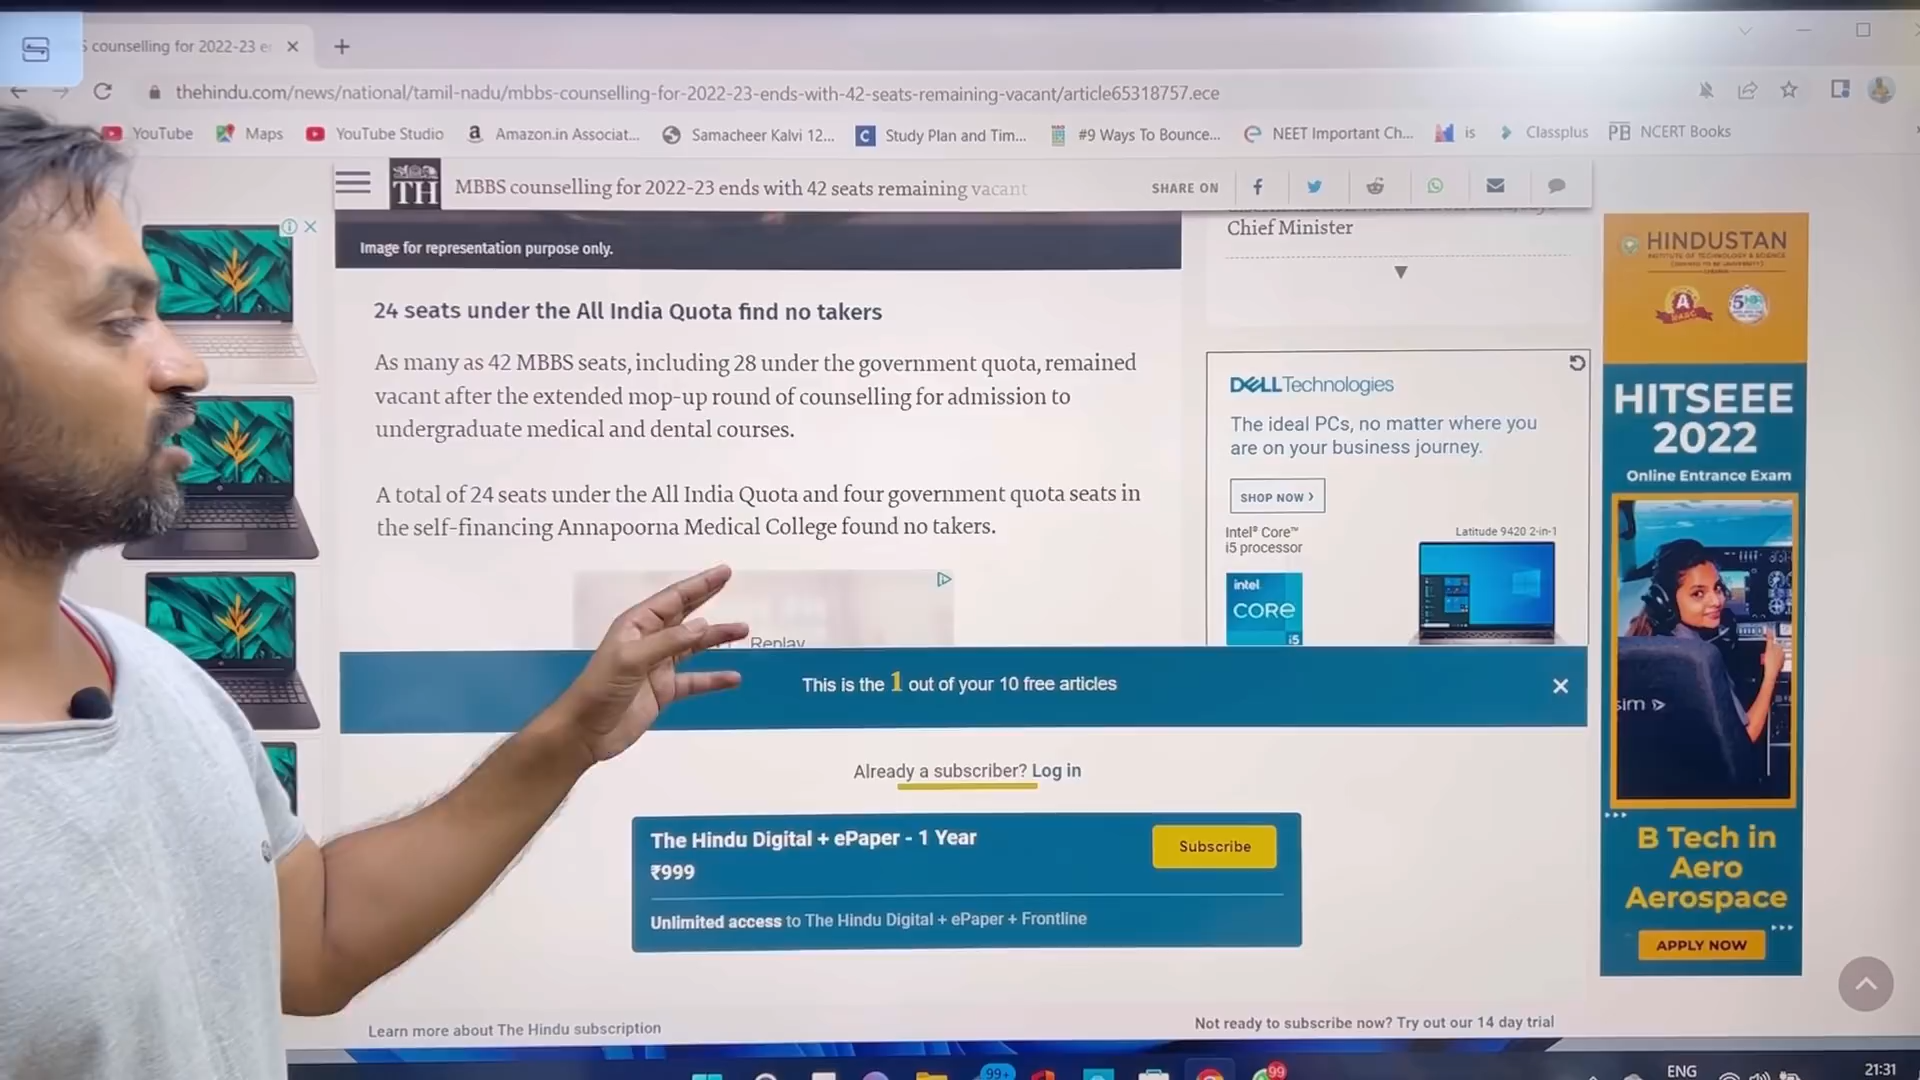 counselling for 2022-23 e
thehindu.com/news/national/tamil-nadu/mbbs-counselling-for-2022-23-ends-with-42-seats-remaining-vacant/article65318757.ece
YouTube
Maps
YouTube Studio
Amazon.in Associat...
Samacheer Kalvi 12...
Study Plan and Tim...
#9 Ways To Bounce...
NEET Important Ch...
is
Classplus
PB NCERT Books
TH
MBBS counselling for 2022-23 ends with 42 seats remaining vacant
SHARE ON
Image for representation purpose only.
24 seats under the All India Quota find no takers
As many as 42 MBBS seats, including 28 under the government quota, remained
vacant after the extended mop-up round of counselling for admission to
undergraduate medical and dental courses.
A total of 24 seats under the All India Quota and four government quota seats in
the self-financing Annapoorna Medical College found no takers.
Replay
Chief Minister
DELL Technologies
The ideal PCs, no matter where you
are on your business journey.
SHOP NOW ›
Intel® Core™
i5 processor
Latitude 9420 2-in-1
intel
CORE
i5
HINDUSTAN
INSTITUTE OF TECHNOLOGY & SCIENCE
A
HITSEEE
2022
Online Entrance Exam
sim
B Tech in
Aero
Aerospace
APPLY NOW
This is the 1 out of your 10 free articles
Already a subscriber? Log in
The Hindu Digital + ePaper - 1 Year
₹999
Subscribe
Unlimited access to The Hindu Digital + ePaper + Frontline
Learn more about The Hindu subscription
Not ready to subscribe now? Try out our 14 day trial
99+
99
ENG
21:31